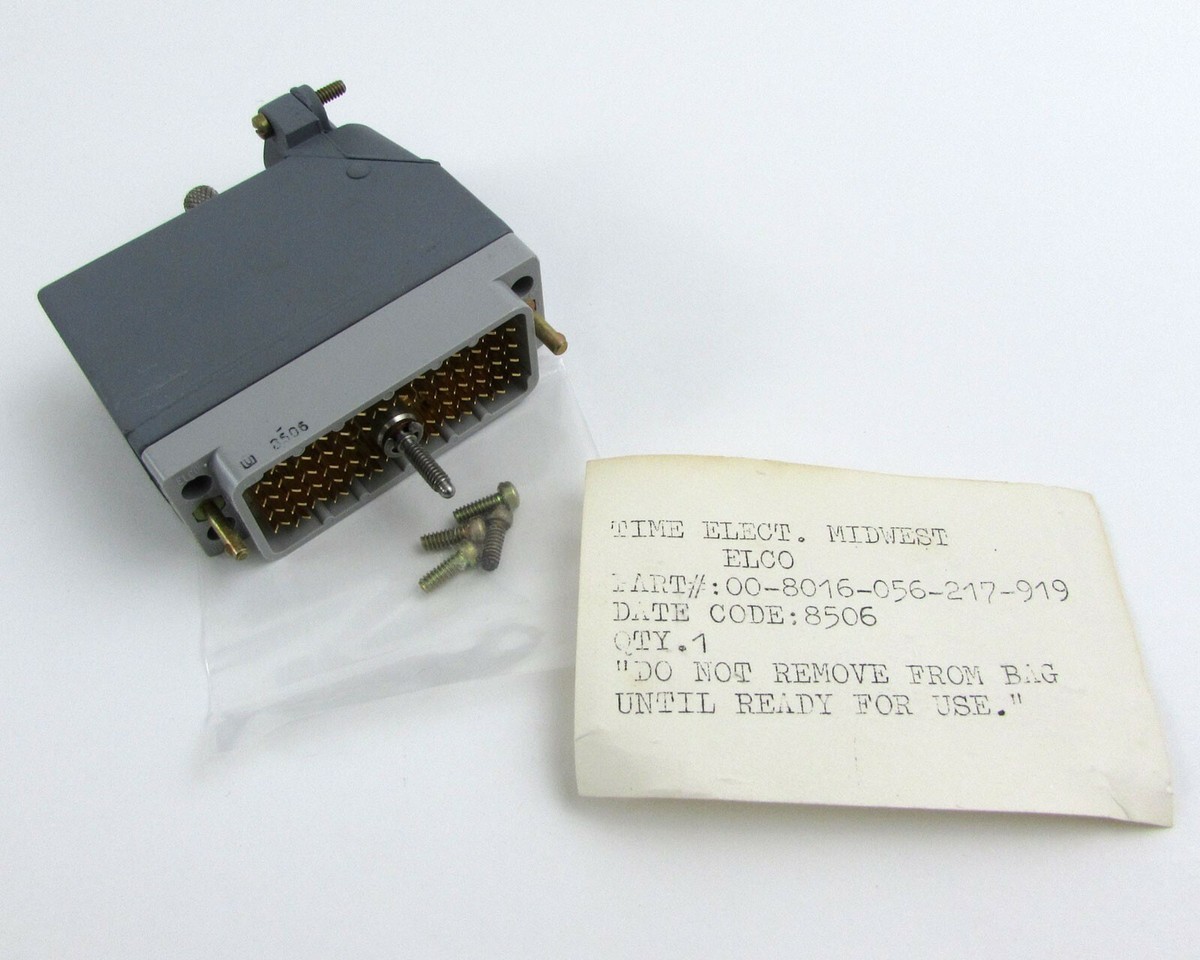 E 8506
TIME ELECT. MIDWEST
ELCO
PART#:00-8016-056-217-919
DATE CODE:8506
QTY.1
"DO NOT REMOVE FROM BAG
UNTIL READY FOR USE."